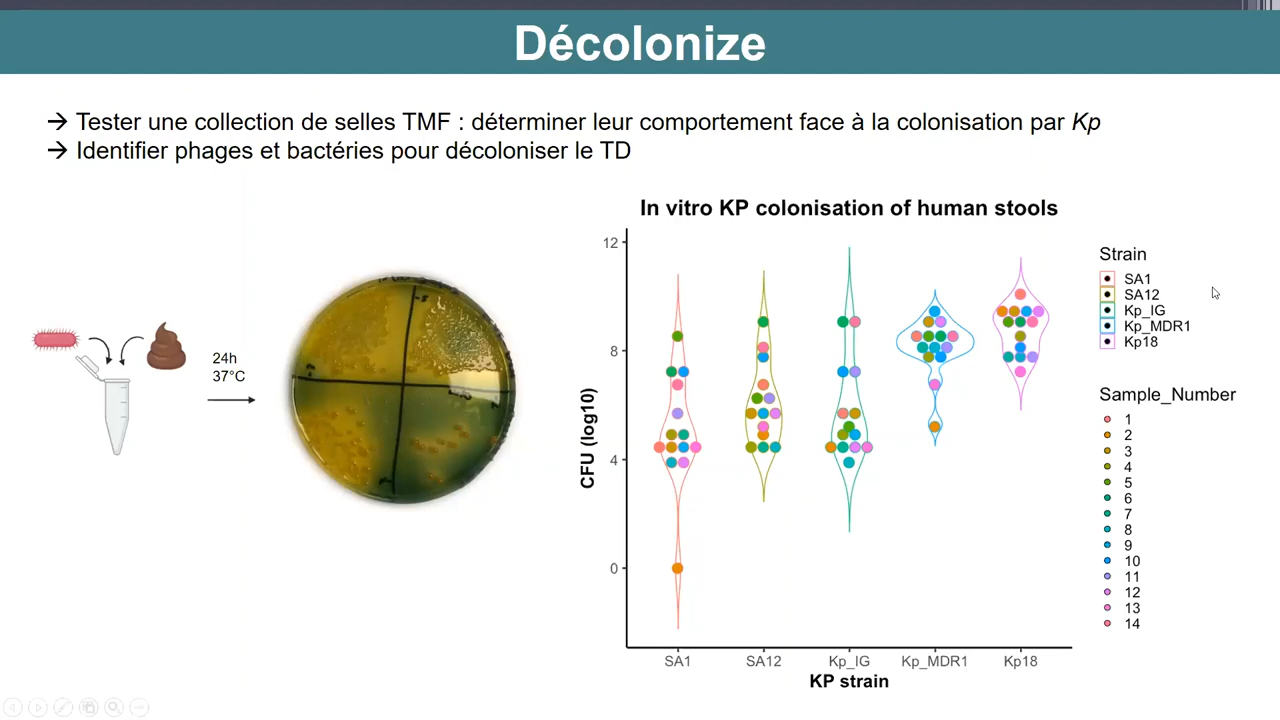 Décolonize
→ Tester une collection de selles TMF : déterminer leur comportement face à la colonisation par Kp
→ Identifier phages et bactéries pour décoloniser le TD
24h
37°C
In vitro KP colonisation of human stools
CFU (log10)
12
8
4
0
SA1 SA12 Kp_IG Kp_MDR1 Kp18
KP strain
Strain
SA1
SA12
Kp_IG
Kp_MDR1
Kp18
Sample_Number
1
2
3
4
5
6
7
8
9
10
11
12
13
14